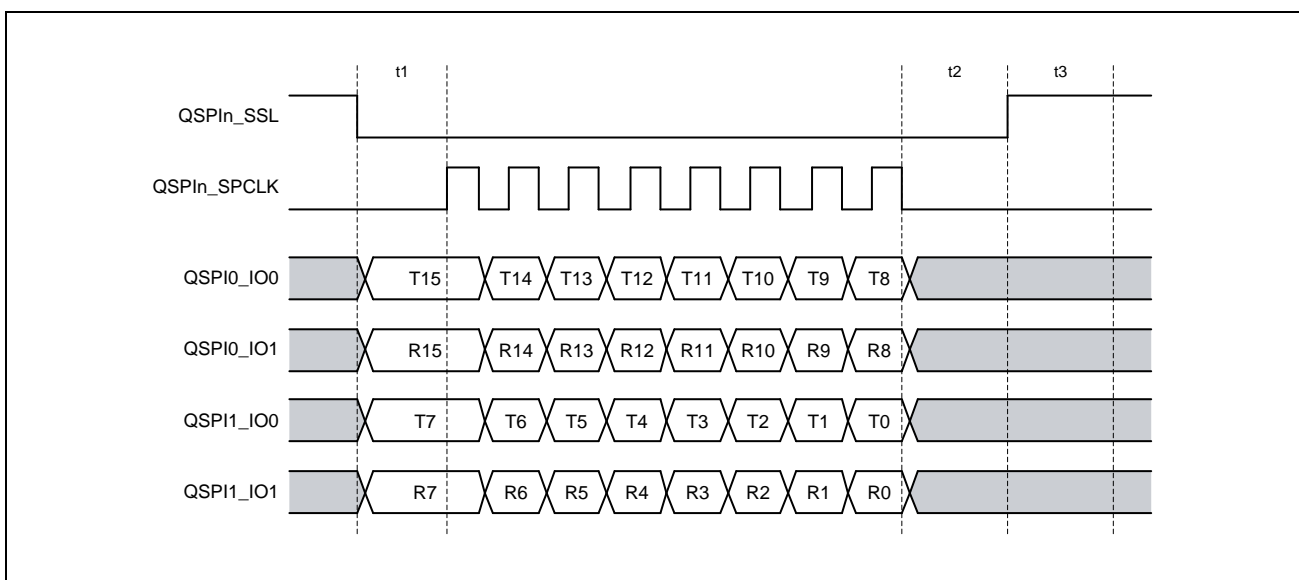 t1 t2 t3
QSPIn_SSL
QSPIn_SPCLK
QSPI0_IO0 T15 T14 T13 T12 T11 T10 T9 T8
QSPI0_IO1 R15 R14 R13 R12 R11 R10 R9 R8
QSPI1_IO0 T7 T6 T5 T4 T3 T2 T1 T0
QSPI1_IO1 R7 R6 R5 R4 R3 R2 R1 R0